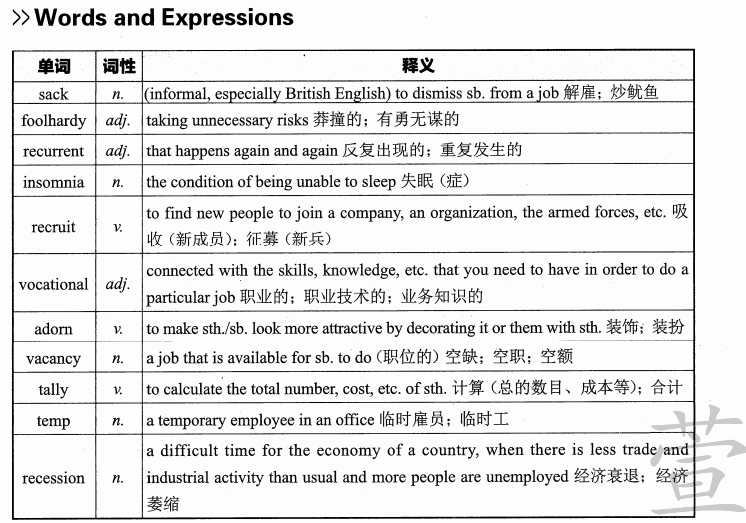 >> Words and Expressions
单词 词性 释义
sack n. (informal, especially British English) to dismiss sb. from a job 解雇；炒鱿鱼
foolhardy adj. taking unnecessary risks 莽撞的；有勇无谋的
recurrent adj. that happens again and again 反复出现的；重复发生的
insomnia n. the condition of being unable to sleep 失眠（症）
recruit v. to find new people to join a company, an organization, the armed forces, etc. 吸
收（新成员）；征募（新兵）
vocational adj. connected with the skills, knowledge, etc. that you need to have in order to do a
particular job 职业的；职业技术的；业务知识的
adorn v. to make sth./sb. look more attractive by decorating it or them with sth. 装饰；装扮
vacancy n. a job that is available for sb. to do（职位的）空缺；空职；空额
tally v. to calculate the total number, cost, etc. of sth. 计算（总的数目、成本等）；合计
temp n. a temporary employee in an office 临时雇员；临时工
recession n. a difficult time for the economy of a country, when there is less trade and
industrial activity than usual and more people are unemployed 经济衰退；经济
萎缩
萱